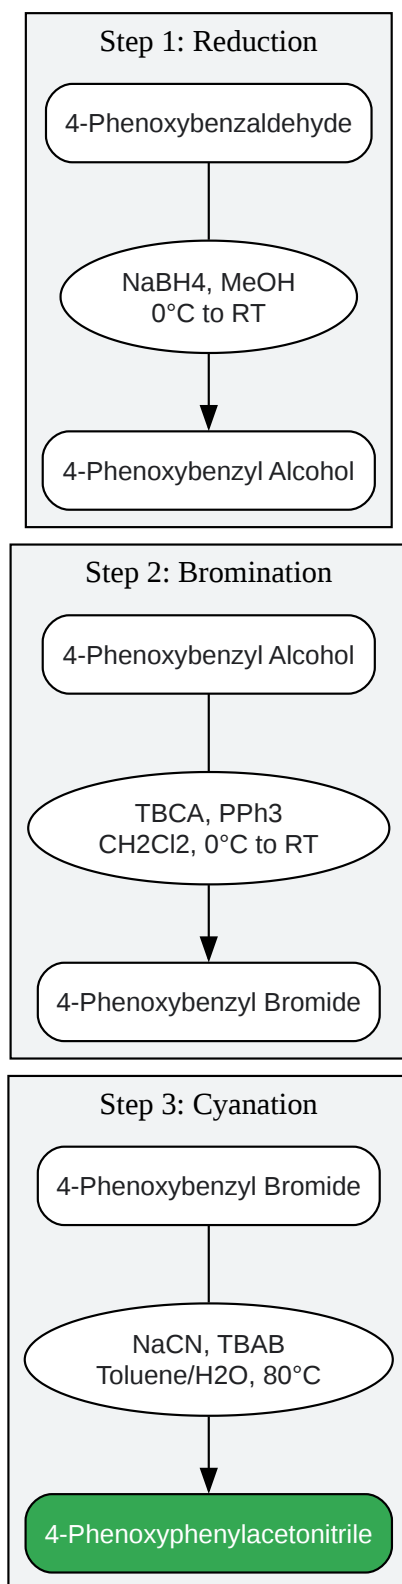 Step 1: Reduction
4-Phenoxybenzaldehyde
NaBH4, MeOH
0°C to RT
4-Phenoxybenzyl Alcohol
Step 2: Bromination
4-Phenoxybenzyl Alcohol
TBCA, PPh3
CH2Cl2, 0°C to RT
4-Phenoxybenzyl Bromide
Step 3: Cyanation
4-Phenoxybenzyl Bromide
NaCN, TBAB
Toluene/H2O, 80°C
4-Phenoxyphenylacetonitrile